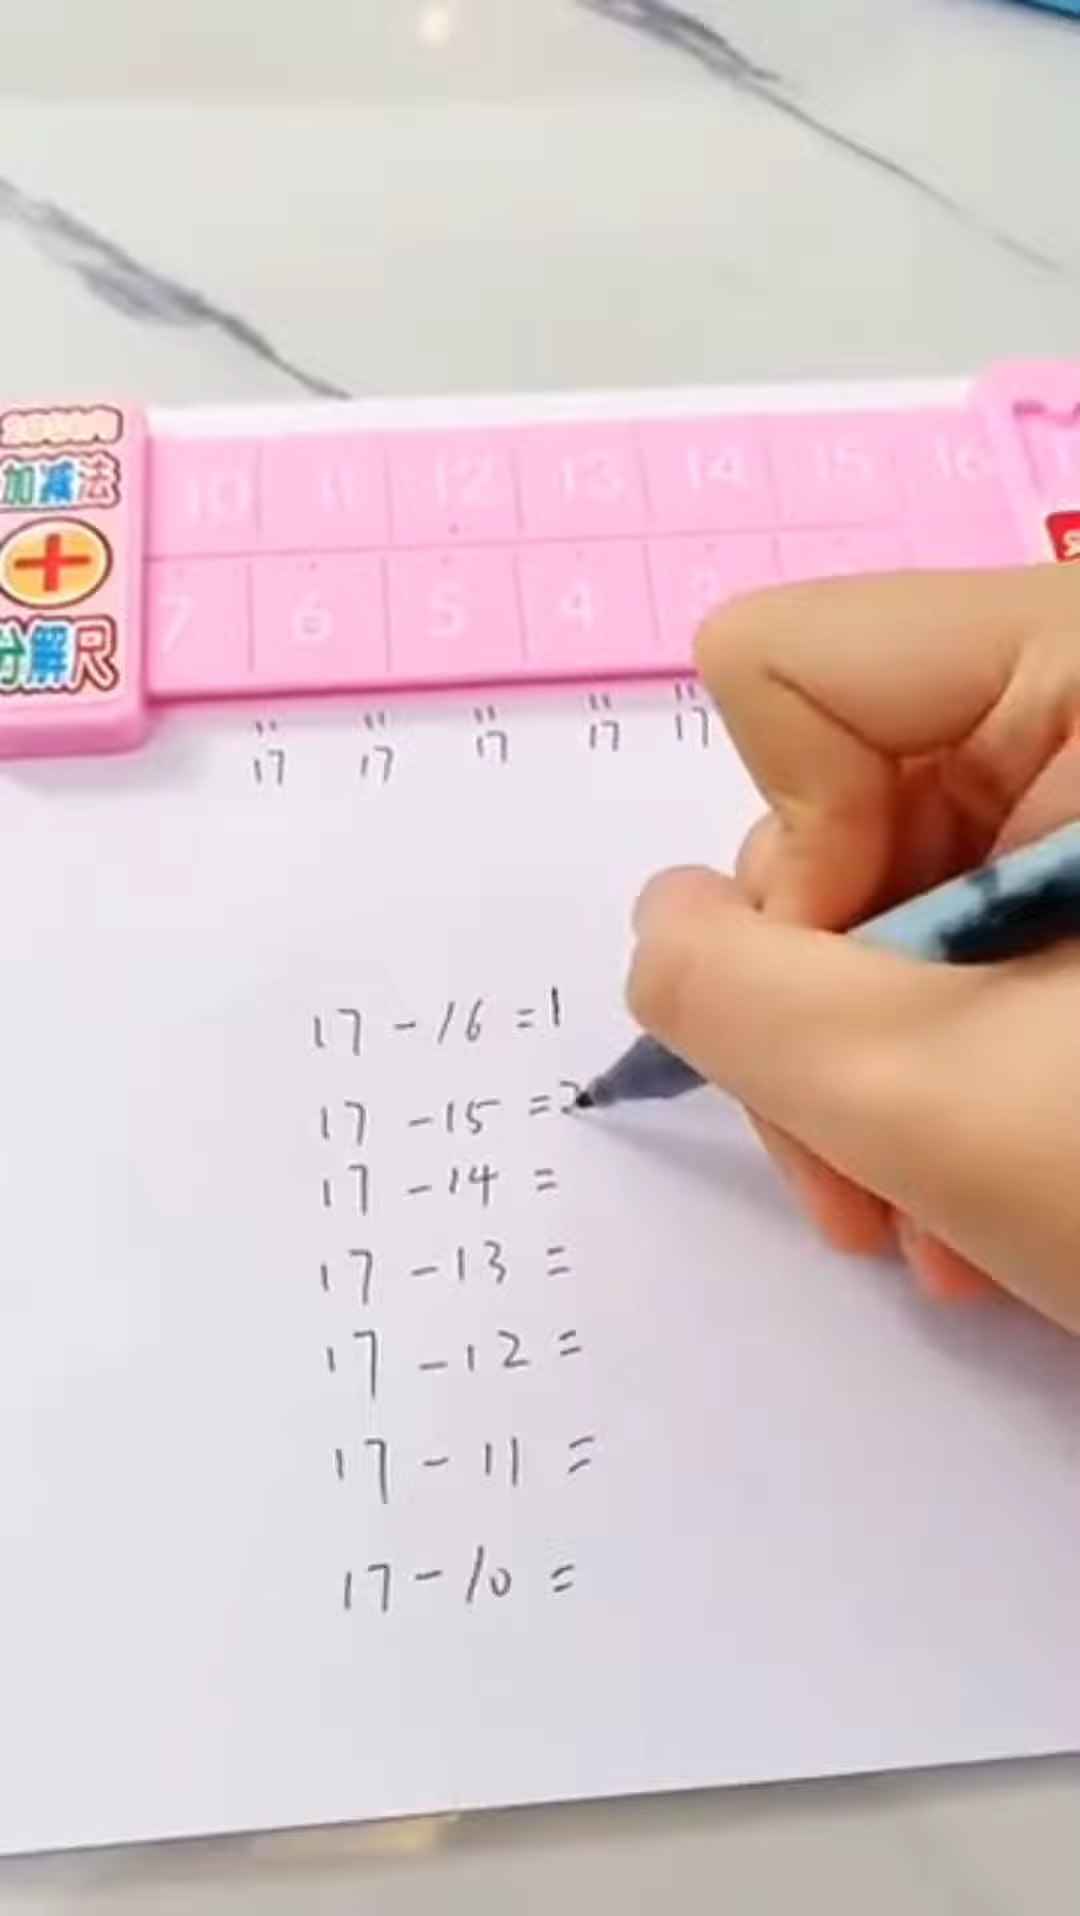 加减法
10 11 12 13 14 15 16
+
7 6 5 4 3
分解尺
" " " " "
17 17 17 17 17
17 - 16 = 1
17 - 15 = 2
17 - 14 =
17 - 13 =
17 - 12 =
17 - 11 =
17 - 10 =